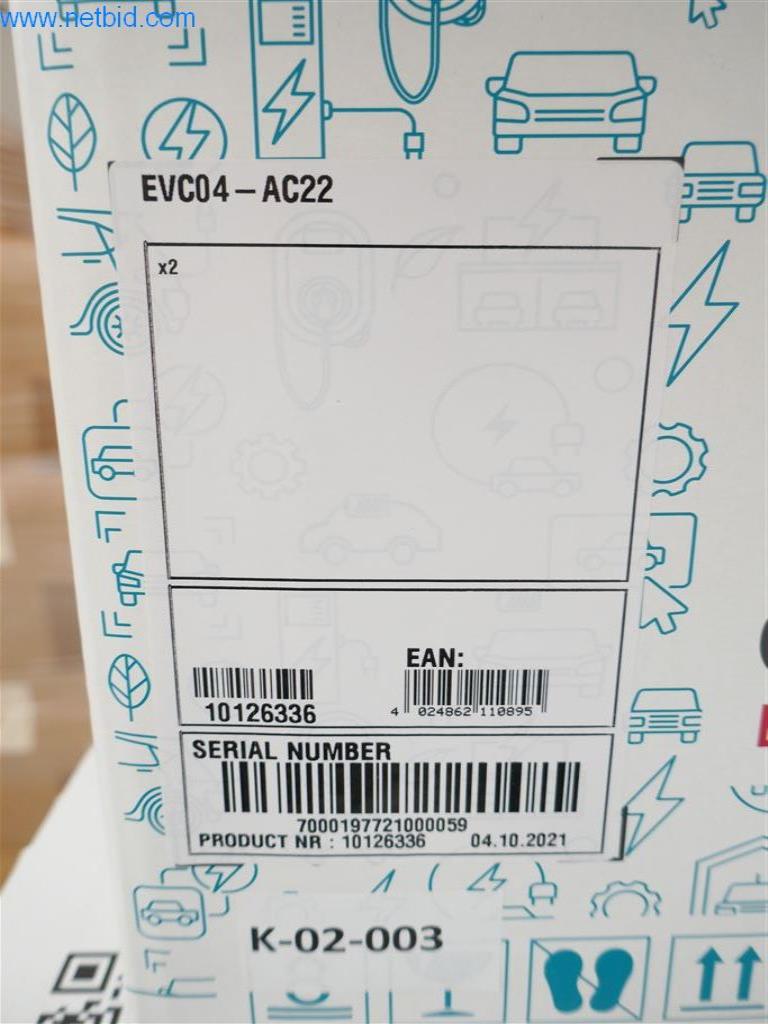 www.netbid.com
EVC04-AC22
x2
EAN:
10126336
4 024862 110895
SERIAL NUMBER
7000197721000059
PRODUCT NR : 10126336 04.10.2021
K-02-003